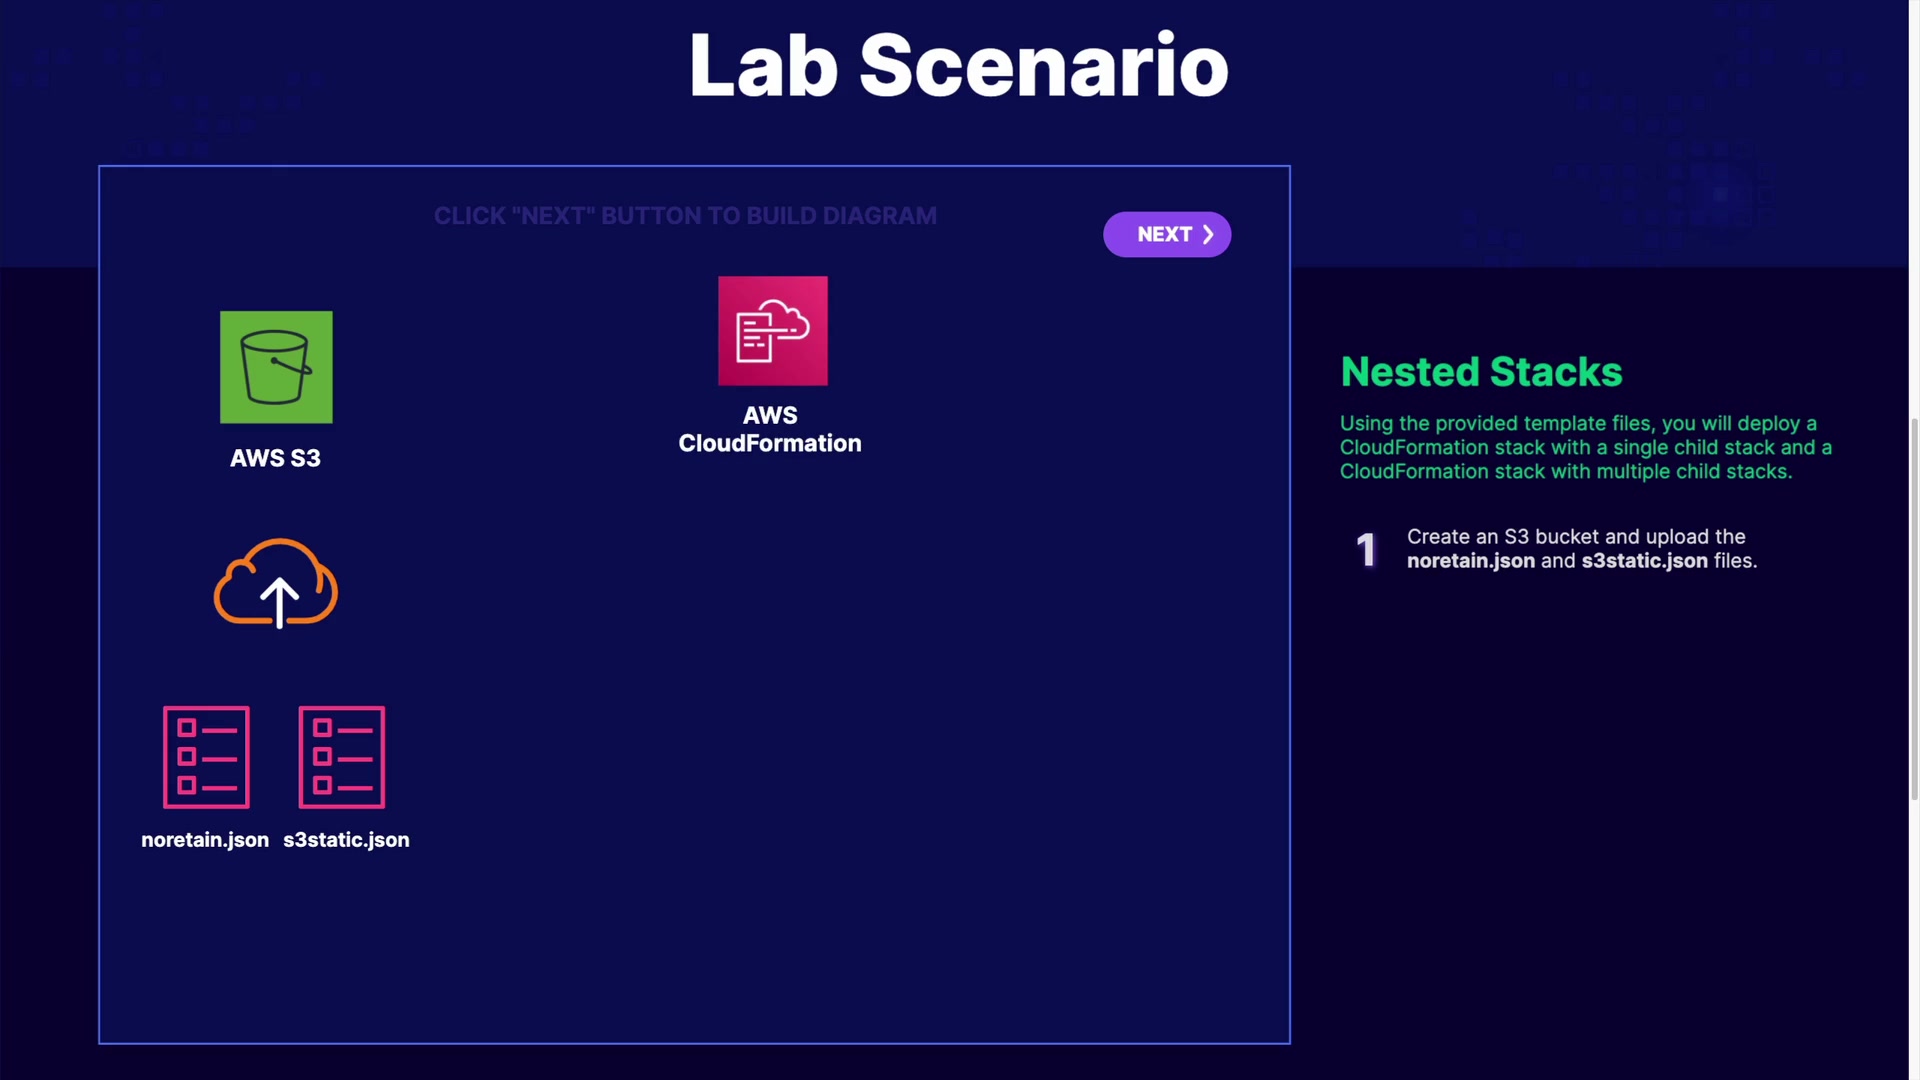 Lab Scenario
CLICK "NEXT" BUTTON TO BUILD DIAGRAM
NEXT
AWS S3
AWS
CloudFormation
noretain.json
s3static.json
Nested Stacks
Using the provided template files, you will deploy a
CloudFormation stack with a single child stack and a
CloudFormation stack with multiple child stacks.
1
Create an S3 bucket and upload the
noretain.json and s3static.json files.